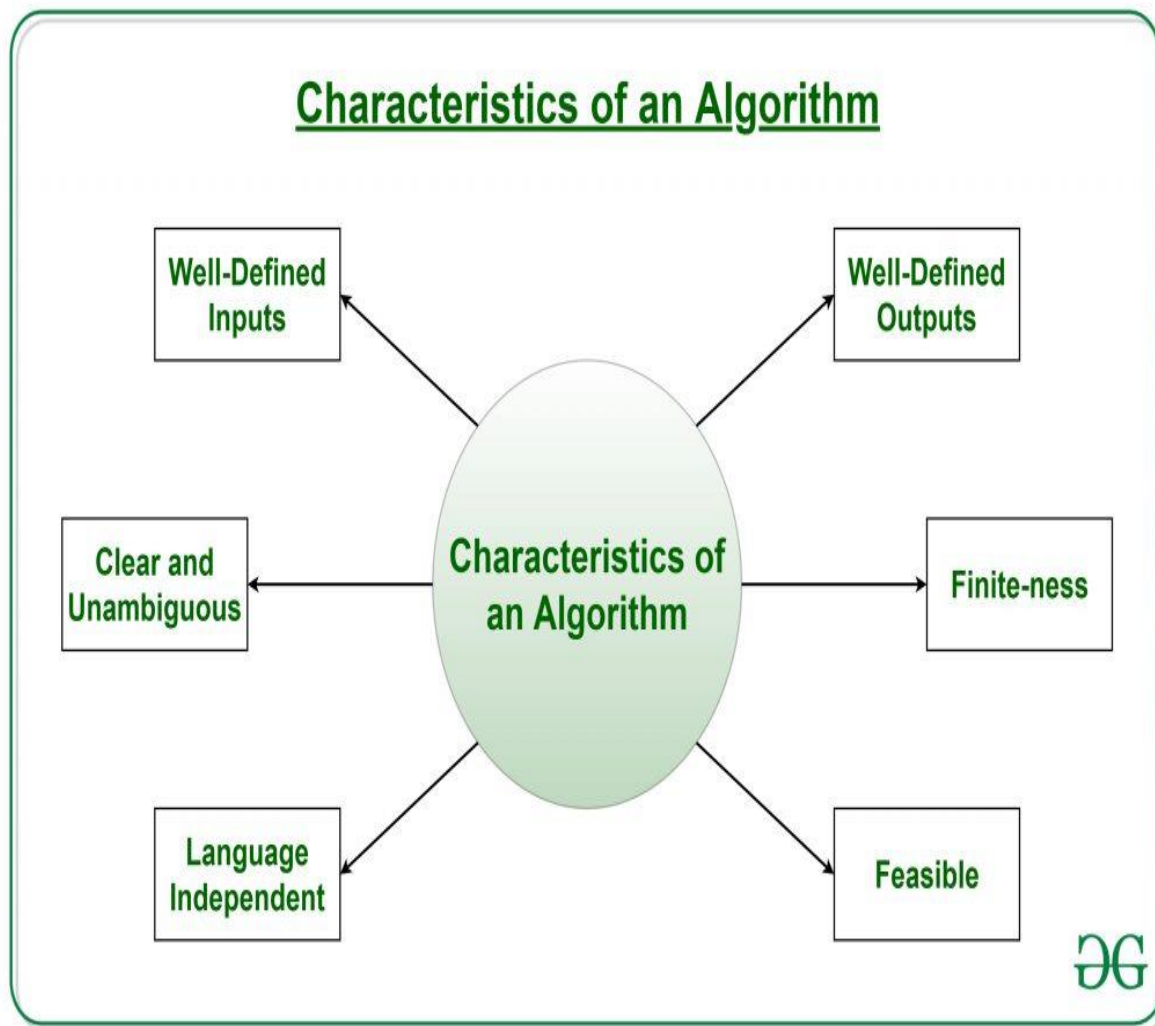 Characteristics of an Algorithm
Well-Defined
Inputs
Well-Defined
Outputs
Clear and
Unambiguous
Characteristics of
an Algorithm
Finite-ness
Language
Independent
Feasible